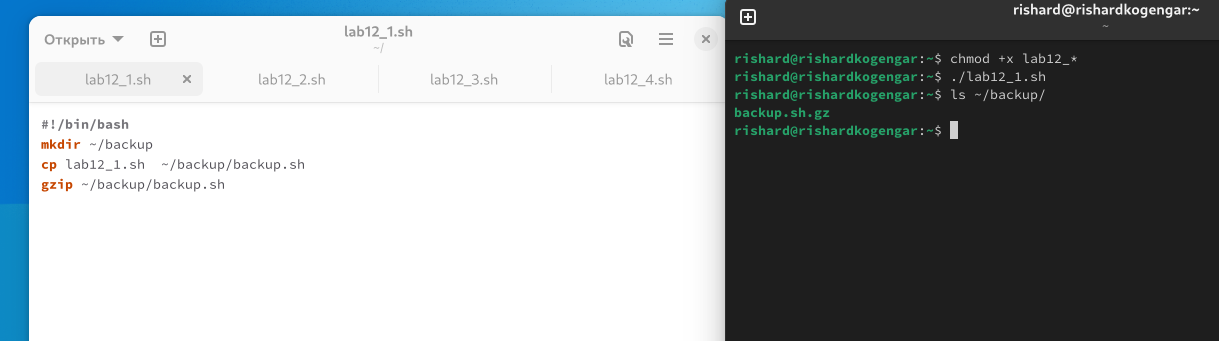 Открыть
lab12_1.sh
~/
lab12_1.sh
lab12_2.sh
lab12_3.sh
lab12_4.sh
#!/bin/bash
mkdir ~/backup
cp lab12_1.sh  ~/backup/backup.sh
gzip ~/backup/backup.sh
rishard@rishardkogengar:~
~
rishard@rishardkogengar:~$ chmod +x lab12_*
rishard@rishardkogengar:~$ ./lab12_1.sh
rishard@rishardkogengar:~$ ls ~/backup/
backup.sh.gz
rishard@rishardkogengar:~$